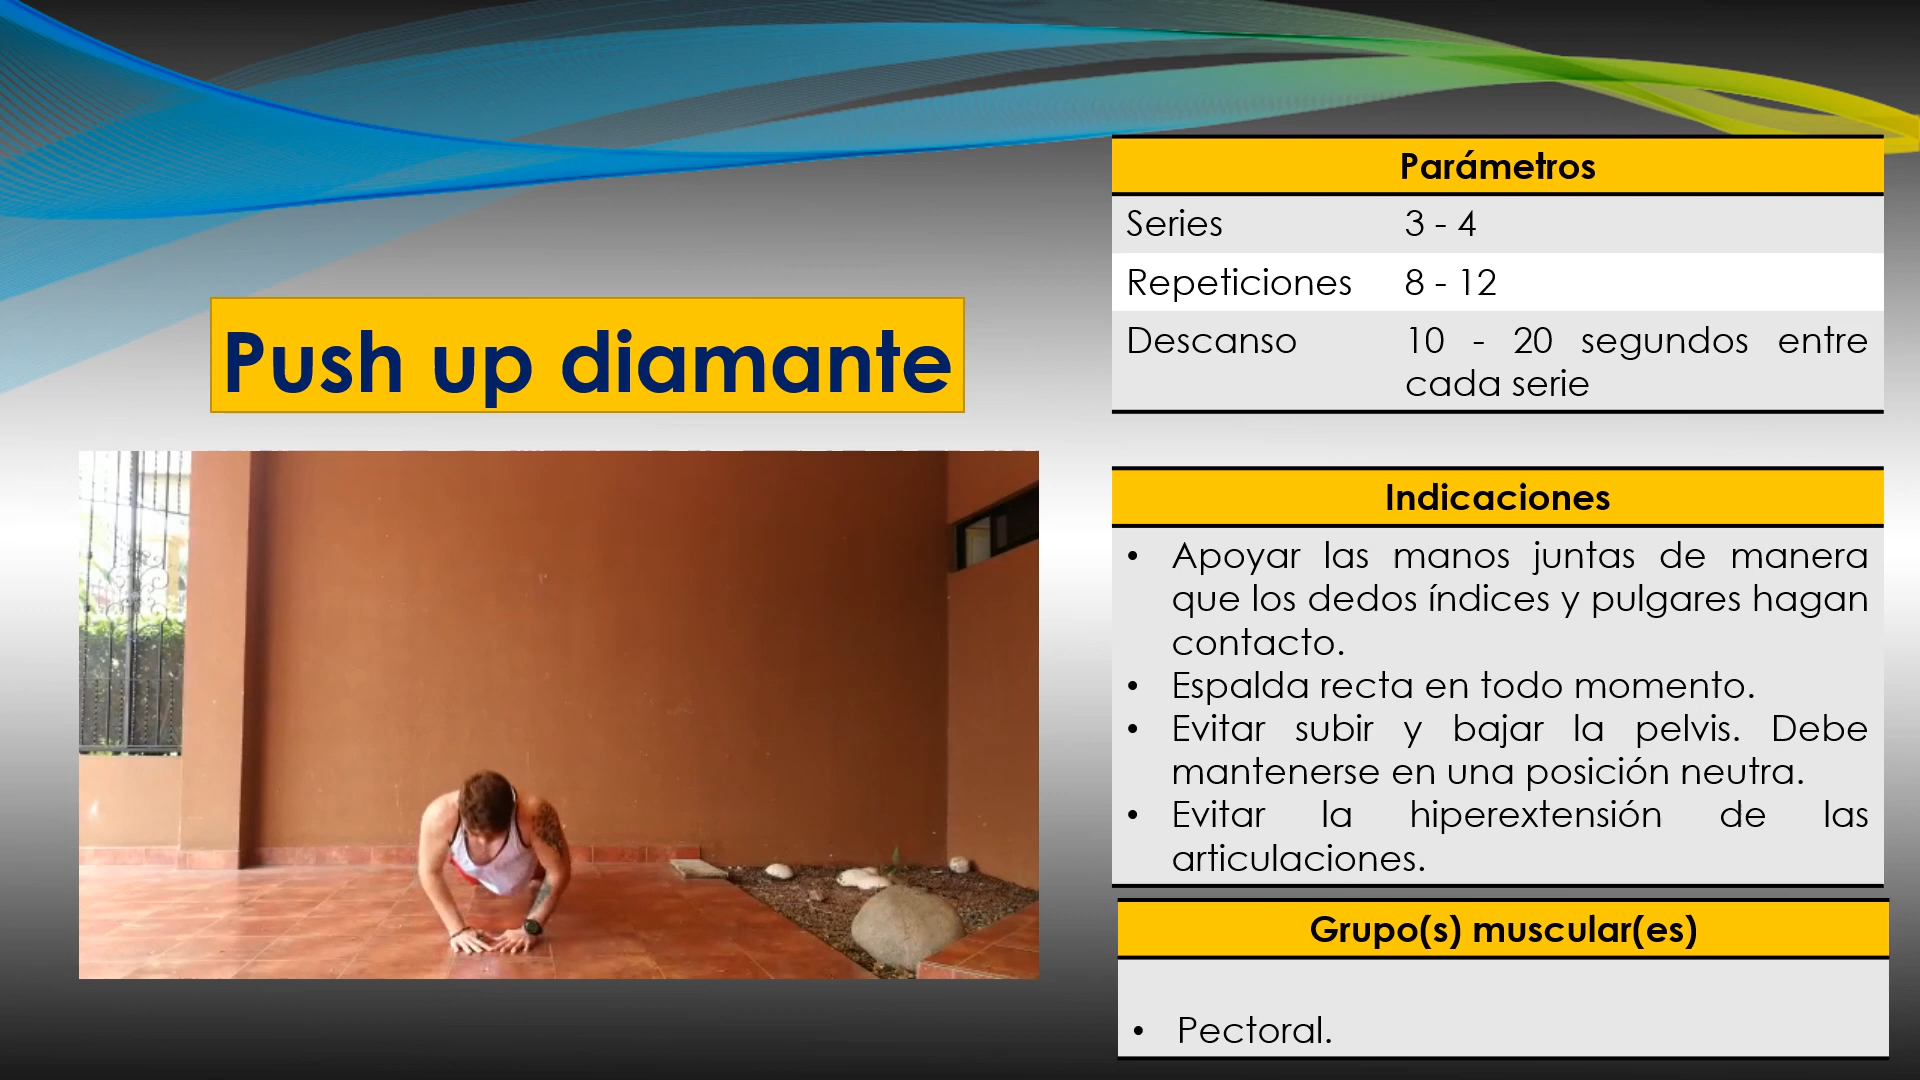 Push up diamante
Parámetros
Series 3 - 4
Repeticiones 8 - 12
Descanso 10 - 20 segundos entre
cada serie
Indicaciones
• Apoyar las manos juntas de manera
que los dedos índices y pulgares hagan
contacto.
• Espalda recta en todo momento.
• Evitar subir y bajar la pelvis. Debe
mantenerse en una posición neutra.
• Evitar la hiperextensión de las
articulaciones.
Grupo(s) muscular(es)
• Pectoral.